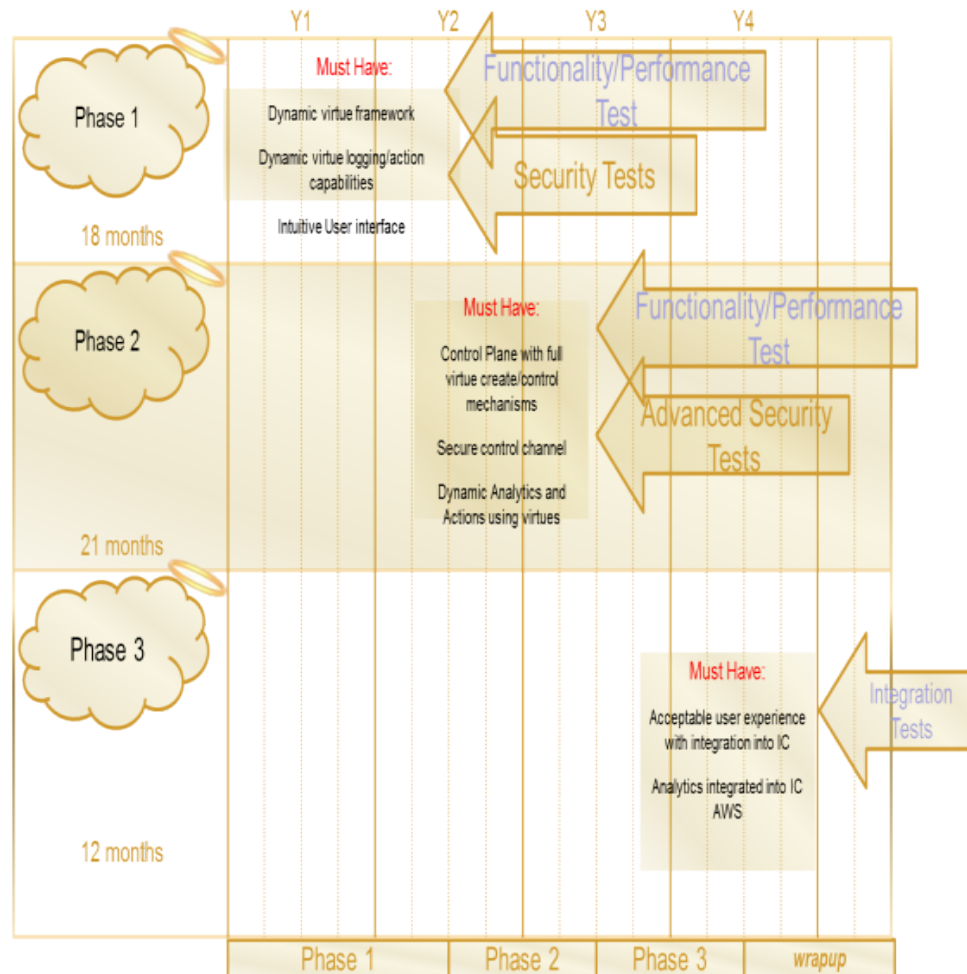 Y1 Y2 Y3 Y4
Phase 1
18 months
Must Have:
Dynamic virtue framework
Dynamic virtue logging/action
capabilities
Intuitive User interface
Functionality/Performance
Test
Security Tests
Phase 2
21 months
Must Have:
Control Plane with full
virtue create/control
mechanisms
Secure control channel
Dynamic Analytics and
Actions using virtues
Functionality/Performance
Test
Advanced Security
Tests
Phase 3
12 months
Must Have:
Acceptable user experience
with integration into IC
Analytics integrated into IC
AWS
Integration
Tests
Phase 1 Phase 2 Phase 3 wrapup